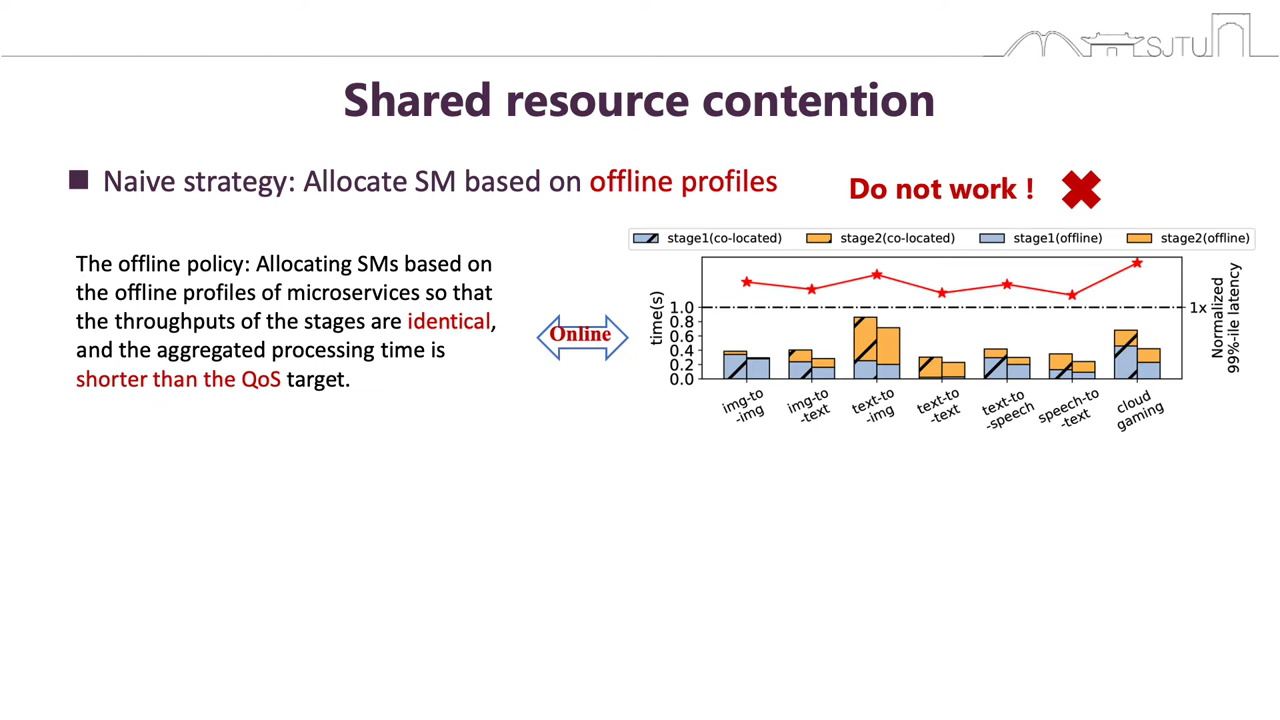 SJTU
Shared resource contention
Naive strategy: Allocate SM based on offline profiles
Do not work !
The offline policy: Allocating SMs based on
the offline profiles of microservices so that
the throughputs of the stages are identical,
and the aggregated processing time is
shorter than the QoS target.
Online
stage1(co-located)
stage2(co-located)
stage1(offline)
stage2(offline)
time(s)
1.0
0.8
0.6
0.4
0.2
0.0
1x
Normalized
99%-ile latency
img-to
-img
img-to
-text
text-to
-img
text-to
-text
text-to
-speech
speech-to
-text
cloud
gaming